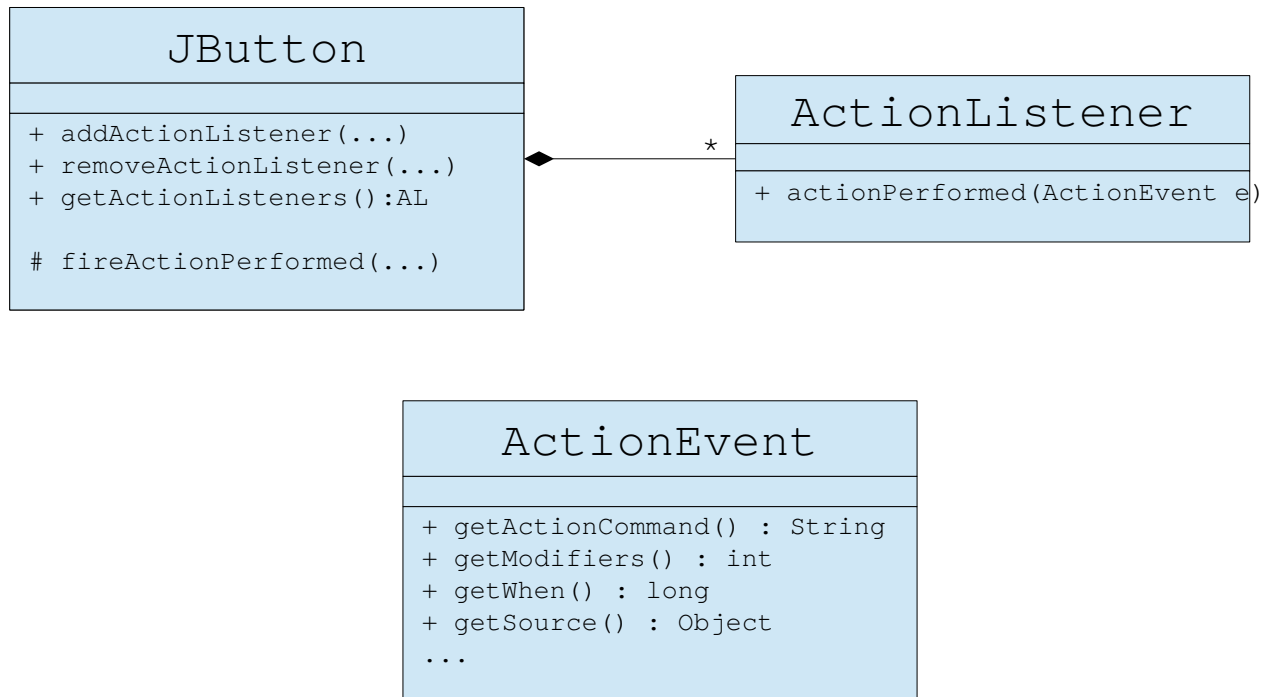 JButton
+ addActionListener(...)
+ removeActionListener(...)
+ getActionListeners():AL
# fireActionPerformed(...)
*
ActionListener
+ actionPerformed(ActionEvent e)
ActionEvent
+ getActionCommand() : String
+ getModifiers() : int
+ getWhen() : long
+ getSource() : Object
...